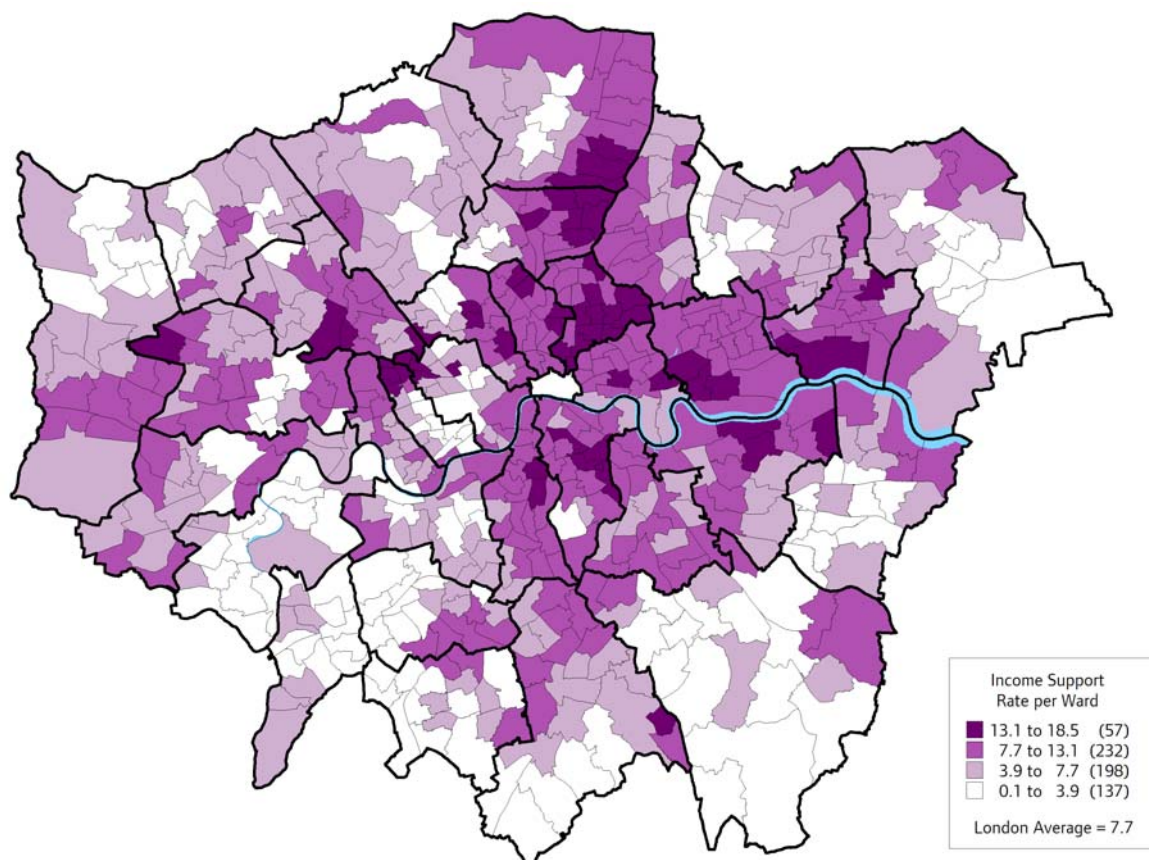 Income Support
Rate per Ward
13.1 to 18.5 (57)
7.7 to 13.1 (232)
3.9 to 7.7 (198)
0.1 to 3.9 (137)
London Average = 7.7